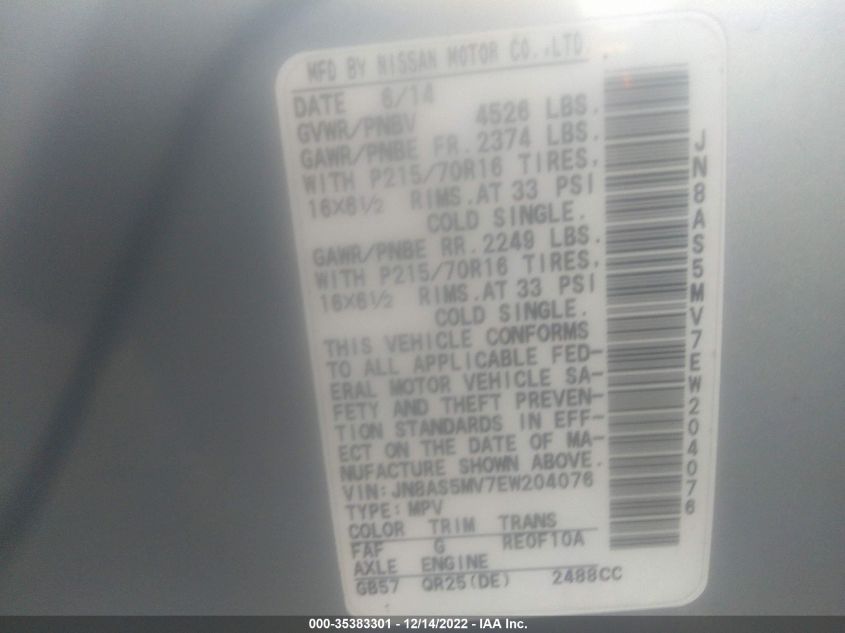 MFD BY NISSAN MOTOR CO.,LTD.
DATE 6/14
GVWR/PNBV 4526 LBS.
GAWR/PNBE FR. 2374 LBS.
WITH P215/70R16 TIRES,
16X6½ RIMS.AT 33 PSI
COLD SINGLE.
GAWR/PNBE RR. 2249 LBS.
WITH P215/70R16 TIRES,
16X6½ RIMS.AT 33 PSI
COLD SINGLE.
THIS VEHICLE CONFORMS
TO ALL APPLICABLE FED-
ERAL MOTOR VEHICLE SA-
FETY AND THEFT PREVEN-
TION STANDARDS IN EFF-
ECT ON THE DATE OF MA-
NUFACTURE SHOWN ABOVE.
VIN: JN8AS5MV7EW204076
TYPE: MPV
COLOR TRIM TRANS
FAF G RE0F10A
AXLE ENGINE
GB57 QR25(DE) 2488CC
JN8AS5MV7EW204076
000-35383301 - 12/14/2022 - IAA Inc.